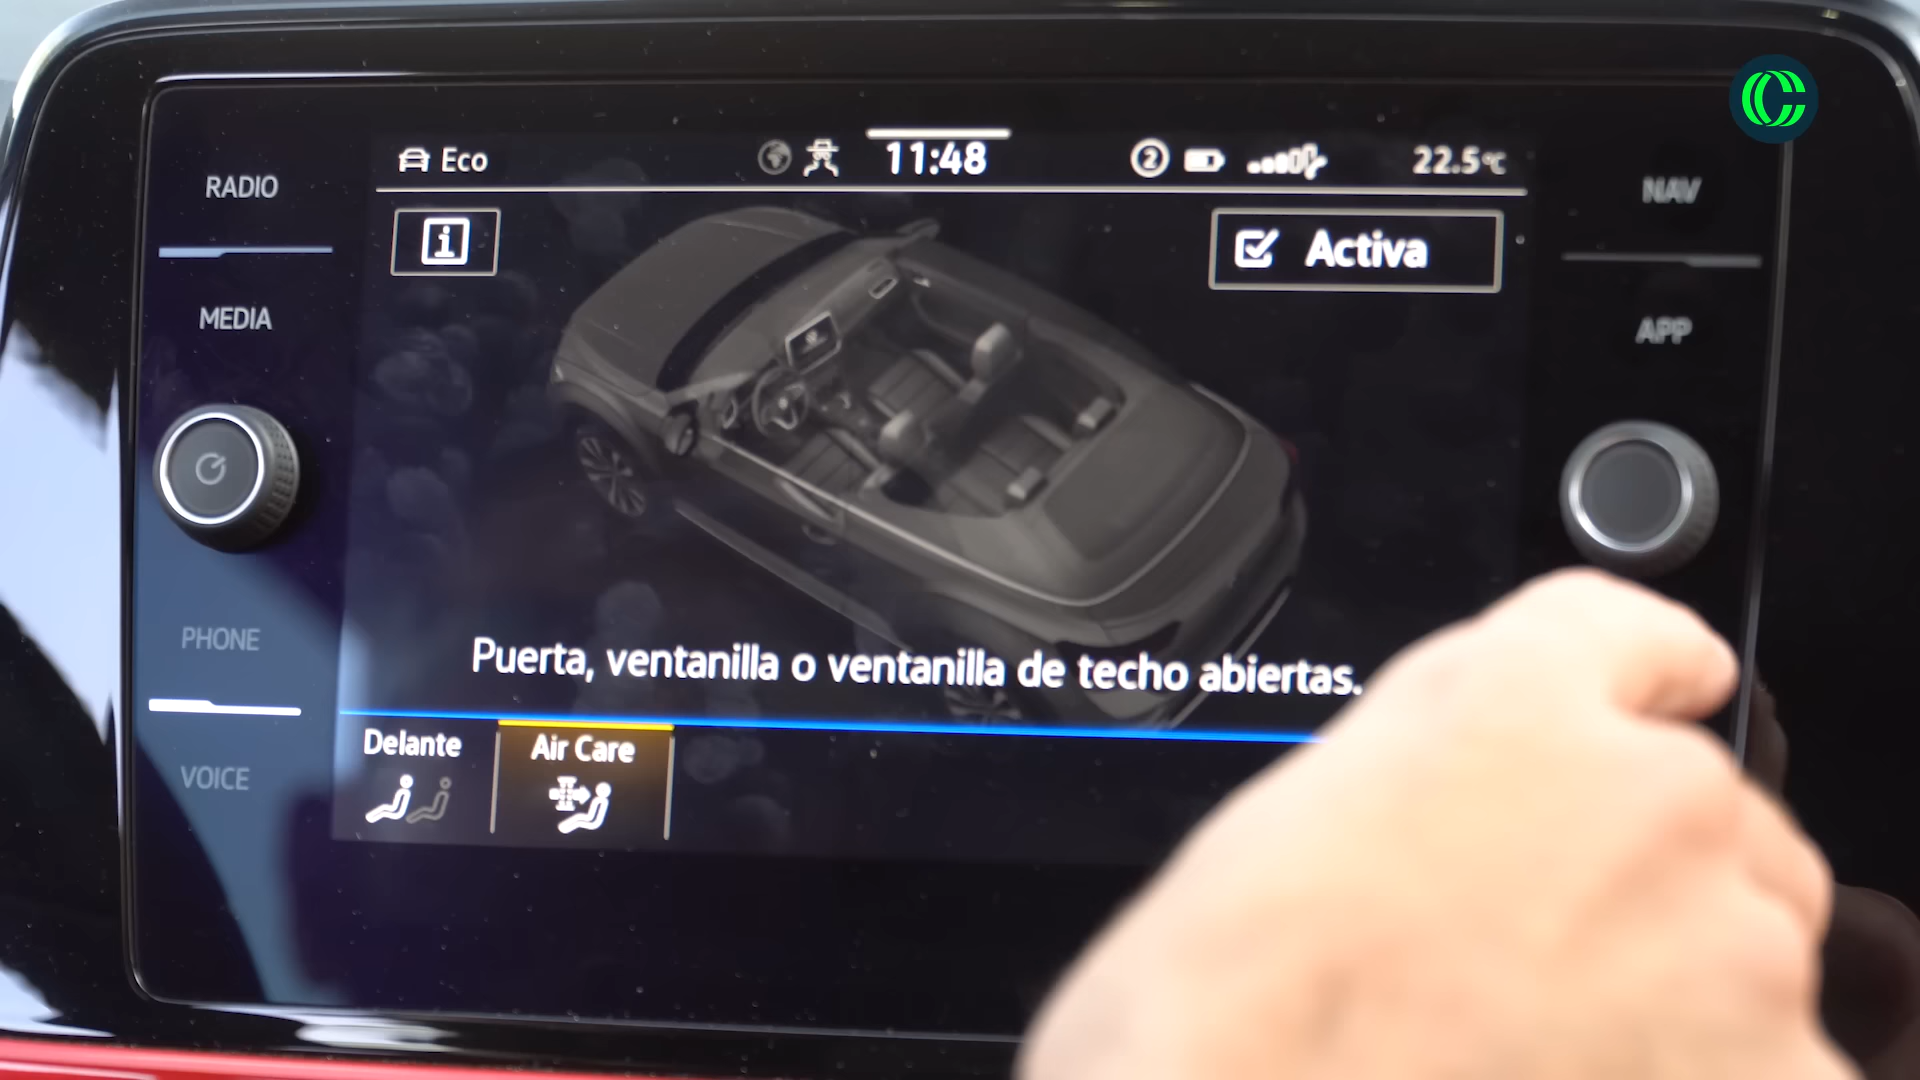 RADIO
MEDIA
PHONE
VOICE
Eco
11:48
2
22.5°C
i
Activa
Puerta, ventanilla o ventanilla de techo abiertas.
Delante
Air Care
NAV
APP